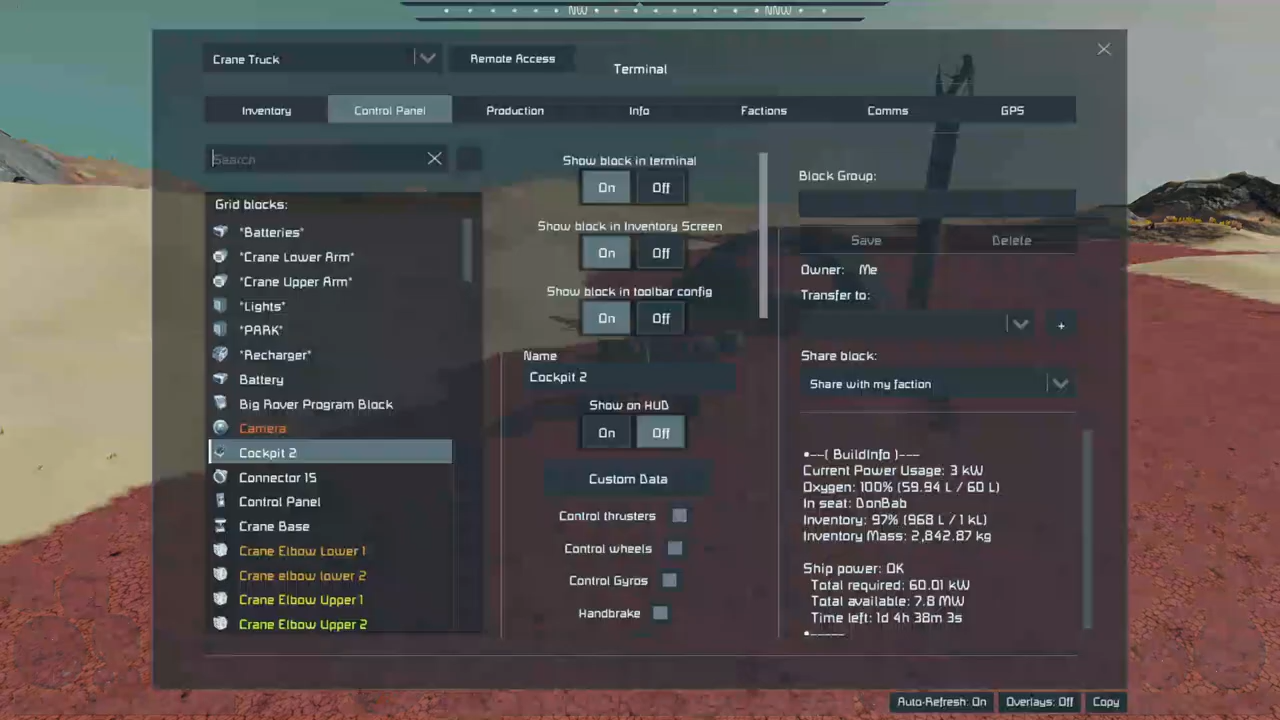 NW NNW
Crane Truck
Remote Access
Terminal
Inventory Control Panel Production Info Factions Comms GPS
Search
Grid blocks:
*Batteries*
*Crane Lower Arm*
*Crane Upper Arm*
*Lights*
*PARK*
*Recharger*
Battery
Big Rover Program Block
Camera
Cockpit 2
Connector 15
Control Panel
Crane Base
Crane Elbow Lower 1
Crane elbow lower 2
Crane Elbow Upper 1
Crane Elbow Upper 2
Show block in terminal
On Off
Show block in Inventory Screen
On Off
Show block in toolbar config
On Off
Name
Cockpit 2
Show on HUD
On Off
Custom Data
Control thrusters
Control wheels
Control Gyros
Handbrake
Block Group:
Save Delete
Owner: Me
Transfer to:
+
Share block:
Share with my faction
•--( BuildInfo )---
Current Power Usage: 3 kW
Oxygen: 100% (59.94 L / 60 L)
In seat: DonBab
Inventory: 97% (968 L / 1 kL)
Inventory Mass: 2,842.87 kg
Ship power: OK
Total required: 60.01 kW
Total available: 7.8 MW
Time left: 1d 4h 38m 3s
•-----
Auto-Refresh: On Overlays: Off Copy